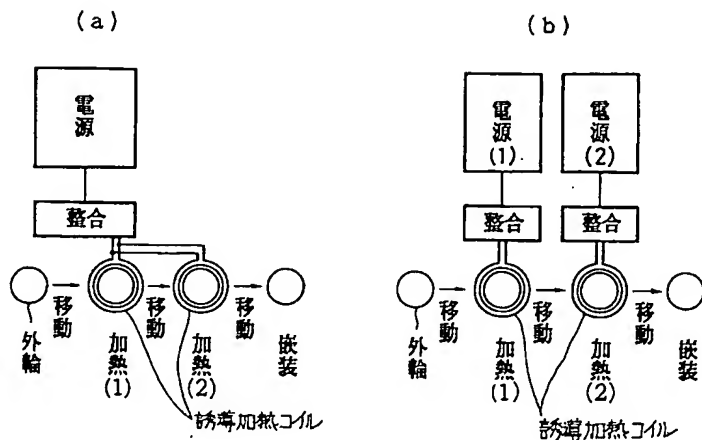 (a)
電源
整合
移動
移動
移動
外輪
加熱(1)
加熱(2)
嵌装
誘導加熱コイル
(b)
電源(1)
電源(2)
整合
整合
移動
移動
移動
外輪
加熱(1)
加熱(2)
嵌装
誘導加熱コイル